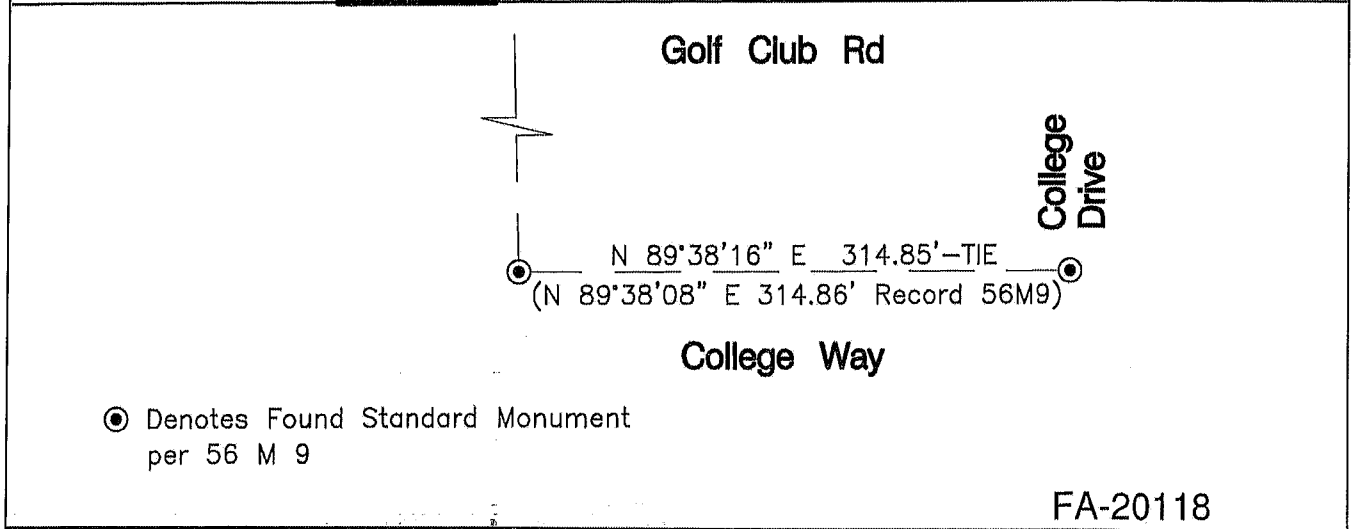 Golf Club Rd
College
Drive
N 89°38'16" E 314.85'-TIE
(N 89°38'08" E 314.86' Record 56M9)
College Way
Denotes Found Standard Monument
per 56 M 9
FA-20118